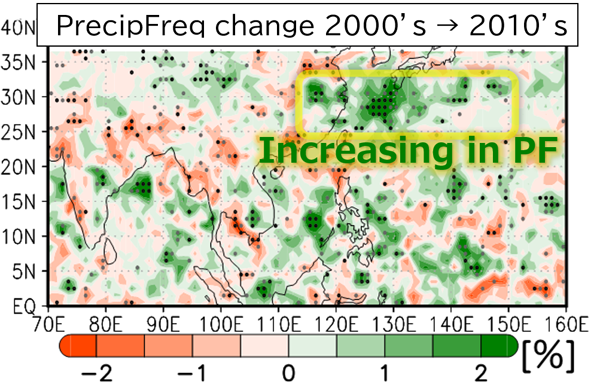 PrecipFreq change 2000's → 2010's
40N
35N
30N
25N
20N
15N
10N
5N
EQ
Increasing in PF
70E 80E 90E 100E 110E 120E 130E 140E 150E 160E
−2 −1 0 1 2 [%]